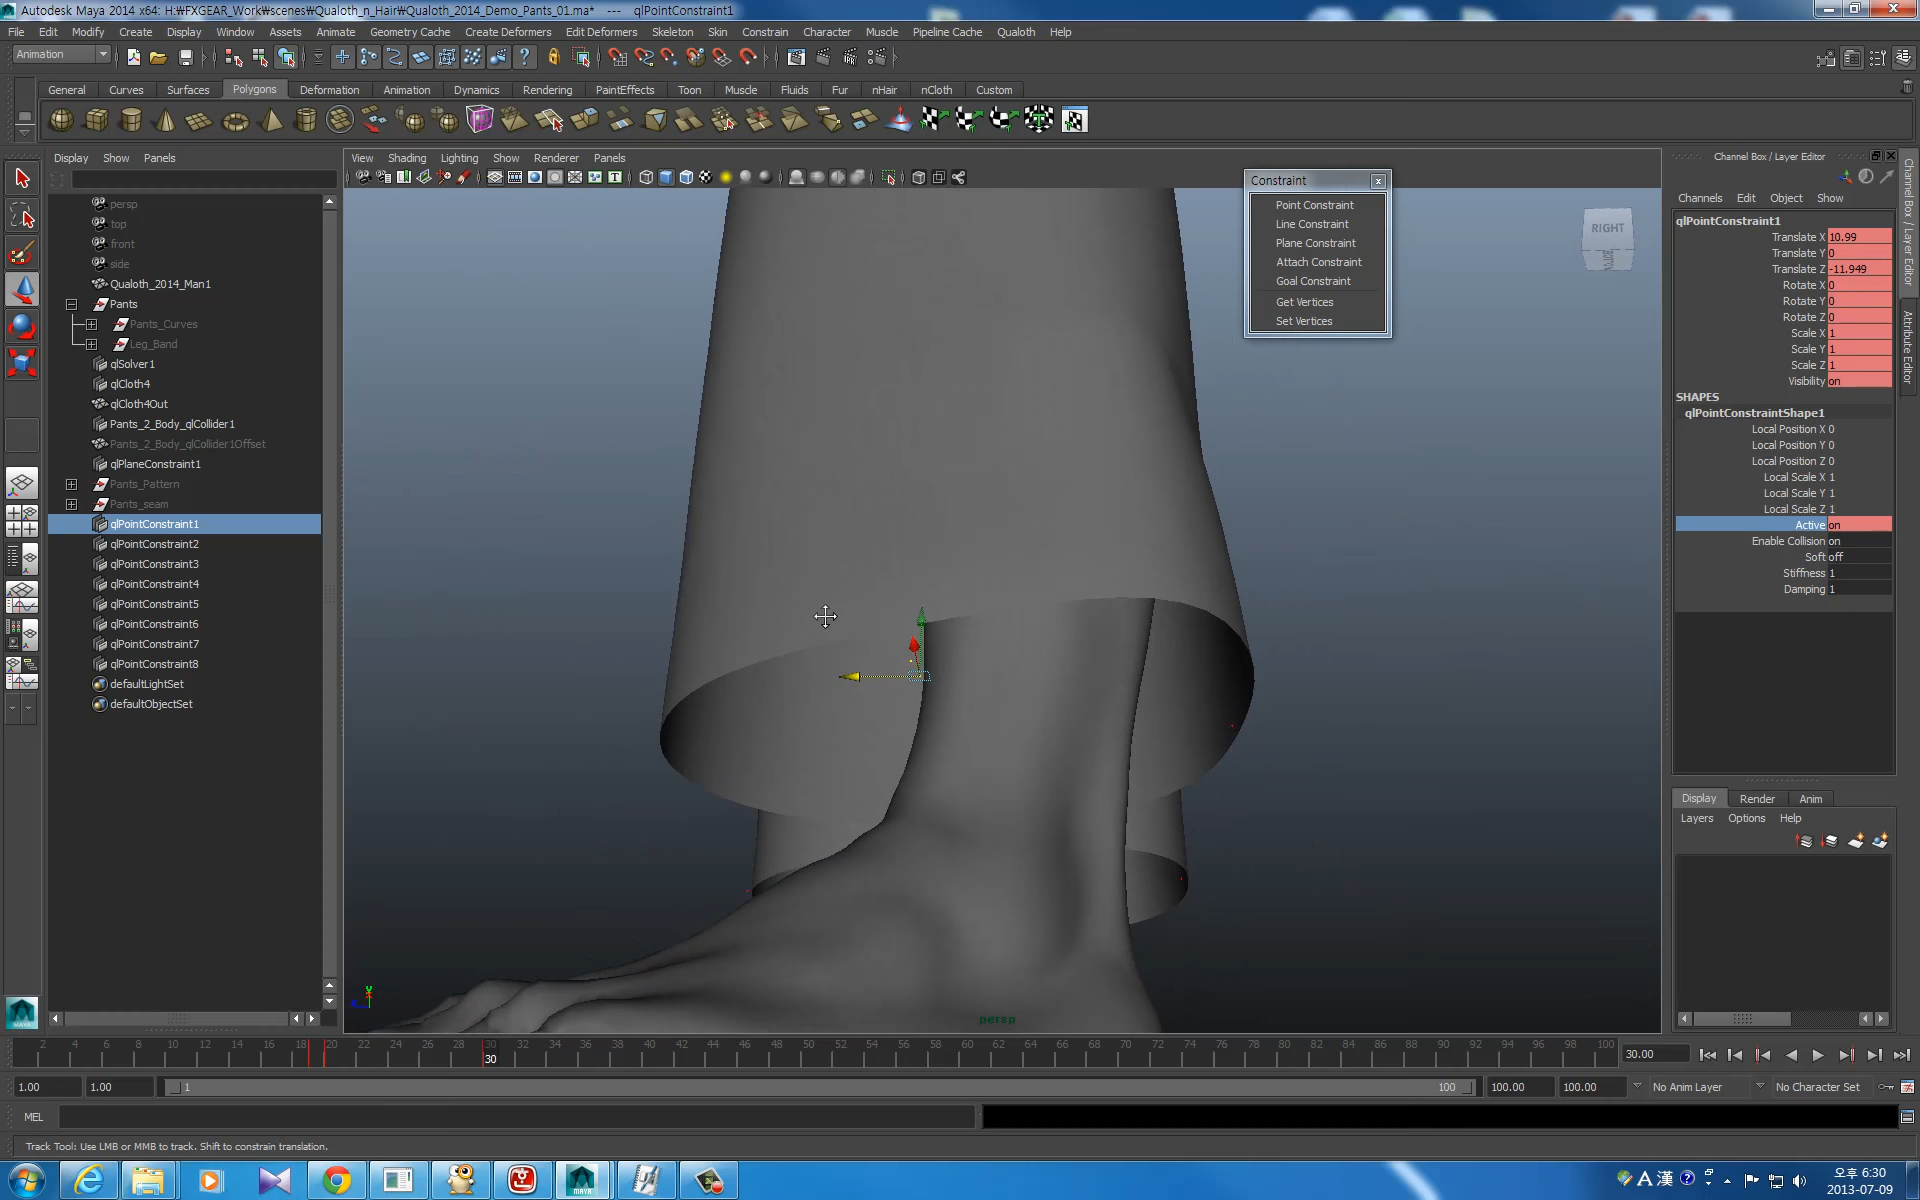 Autodesk Maya 2014 x64: H:₩FXGEAR_Work₩scenes₩Qualoth_n_Hair₩Qualoth_2014_Demo_Pants_01.ma*   ---   qlPointConstraint1
File Edit Modify Create Display Window Assets Animate Geometry Cache Create Deformers Edit Deformers Skeleton Skin Constrain Character Muscle Pipeline Cache Qualoth Help
Animation
General Curves Surfaces Polygons Deformation Animation Dynamics Rendering PaintEffects Toon Muscle Fluids Fur nHair nCloth Custom
Display Show Panels
View Shading Lighting Show Renderer Panels
persp
top
front
side
Qualoth_2014_Man1
Pants
Pants_Curves
Leg_Band
qlSolver1
qlCloth4
qlCloth4Out
Pants_2_Body_qlCollider1
Pants_2_Body_qlCollider1Offset
qlPlaneConstraint1
Pants_Pattern
Pants_seam
qlPointConstraint1
qlPointConstraint2
qlPointConstraint3
qlPointConstraint4
qlPointConstraint5
qlPointConstraint6
qlPointConstraint7
qlPointConstraint8
defaultLightSet
defaultObjectSet
Constraint
Point Constraint
Line Constraint
Plane Constraint
Attach Constraint
Goal Constraint
Get Vertices
Set Vertices
RIGHT
persp
Channel Box / Layer Editor
Channels Edit Object Show
qlPointConstraint1
Translate X 10.99
Translate Y 0
Translate Z -11.949
Rotate X 0
Rotate Y 0
Rotate Z 0
Scale X 1
Scale Y 1
Scale Z 1
Visibility on
SHAPES
qlPointConstraintShape1
Local Position X 0
Local Position Y 0
Local Position Z 0
Local Scale X 1
Local Scale Y 1
Local Scale Z 1
Active on
Enable Collision on
Soft off
Stiffness 1
Damping 1
Channel Box / Layer Editor
Attribute Editor
Display Render Anim
Layers Options Help
2 4 6 8 10 12 14 16 18 20 22 24 26 28 30 32 34 36 38 40 42 44 46 48 50 52 54 56 58 60 62 64 66 68 70 72 74 76 78 80 82 84 86 88 90 92 94 96 98 100
30
30.00
1.00 1.00 1 100 100.00 100.00 No Anim Layer No Character Set
MEL
Track Tool: Use LMB or MMB to track. Shift to constrain translation.
A 漢
오후 6:30
2013-07-09